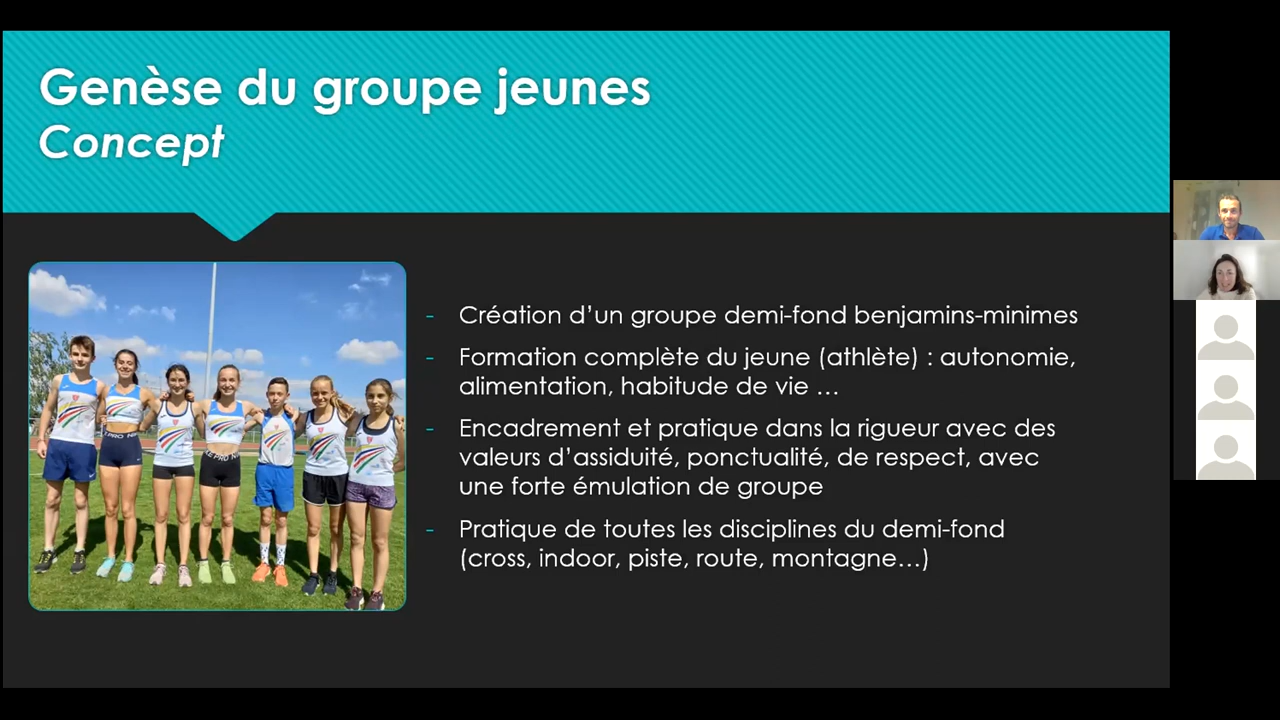 Genèse du groupe jeunes
Concept
- Création d'un groupe demi-fond benjamins-minimes
- Formation complète du jeune (athlète) : autonomie,
alimentation, habitude de vie …
- Encadrement et pratique dans la rigueur avec des
valeurs d'assiduité, ponctualité, de respect, avec
une forte émulation de groupe
- Pratique de toutes les disciplines du demi-fond
(cross, indoor, piste, route, montagne…)